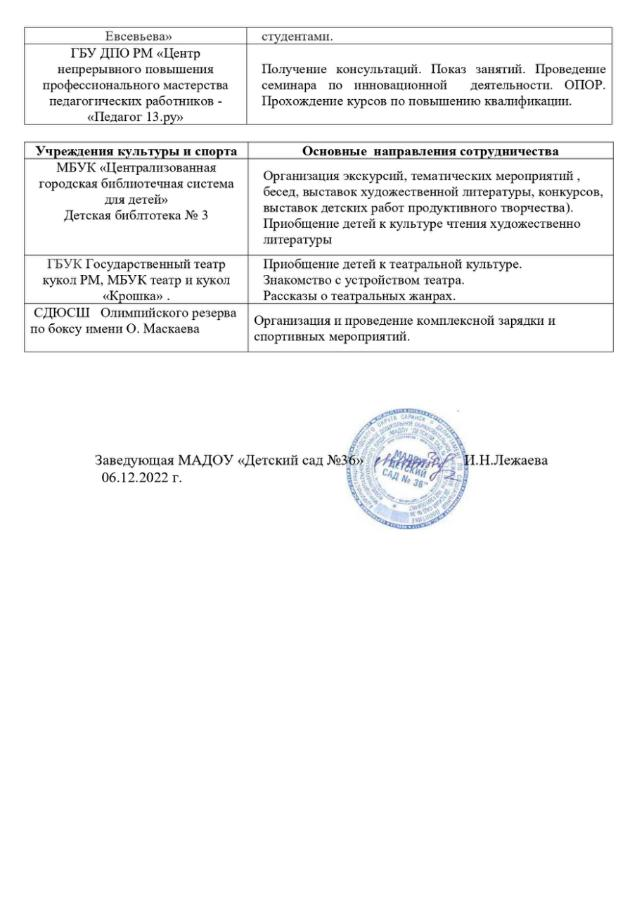 Евсевьева»
студентами.
ГБУ ДПО РМ «Центр
непрерывного повышения
профессионального мастерства
педагогических работников -
«Педагог 13.ру»
Получение консультаций. Показ занятий. Проведение
семинара по инновационной деятельности. ОПОР.
Прохождение курсов по повышению квалификации.
Учреждения культуры и спорта
Основные направления сотрудничества
МБУК «Централизованная
городская библиотечная система
для детей»
Детская библтотека № 3
Организация экскурсий, тематических мероприятий ,
бесед, выставок художественной литературы, конкурсов,
выставок детских работ продуктивного творчества).
Приобщение детей к культуре чтения художественно
литературы
ГБУК Государственный театр
кукол РМ, МБУК театр и кукол
«Крошка» .
Приобщение детей к театральной культуре.
Знакомство с устройством театра.
Рассказы о театральных жанрах.
СДЮСШ Олимпийского резерва
по боксу имени О. Маскаева
Организация и проведение комплексной зарядки и
спортивных мероприятий.
Заведующая МАДОУ «Детский сад №36» И.Н.Лежаева
06.12.2022 г.
МАДОУ
"ДЕТСКИЙ
САД № 36"